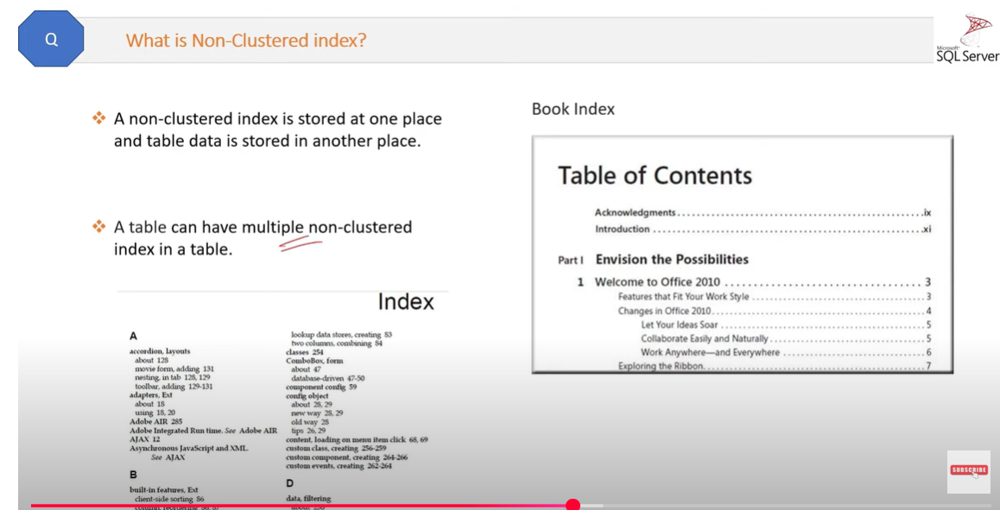 Q
What is Non-Clustered index?
Microsoft®
SQL Server
A non-clustered index is stored at one place
and table data is stored in another place.
A table can have multiple non-clustered
index in a table.
Index
A
accordion, layouts
about 128
movie form, adding 131
nesting, in tab 128, 129
toolbar, adding 129-131
adapters, Ext
about 18
using 18, 20
Adobe AIR 285
Adobe Integrated Run time. See Adobe AIR
AJAX 12
Asynchronous JavaScript and XML.
See AJAX
B
built-in features, Ext
client-side sorting 86
lookup data stores, creating 83
two columns, combining 84
classes 254
ComboBox, form
about 47
database-driven 47-50
component config 59
config object
about 28, 29
new way 28, 29
old way 28
tips 26, 29
content, loading on menu item click 68, 69
custom class, creating 256-259
custom component, creating 264-266
custom events, creating 262-264
D
data, filtering
Book Index
Table of Contents
Acknowledgments . . . . . . . . . . ix
Introduction . . . . . . . . . . xi
Part I Envision the Possibilities
1 Welcome to Office 2010 . . . . . . . . . . 3
Features that Fit Your Work Style . . . . . . . . . . 3
Changes in Office 2010 . . . . . . . . . . 4
Let Your Ideas Soar . . . . . . . . . . 5
Collaborate Easily and Naturally . . . . . . . . . . 5
Work Anywhere—and Everywhere . . . . . . . . . . 6
Exploring the Ribbon. . . . . . . . . . 7
SUBSCRIBE